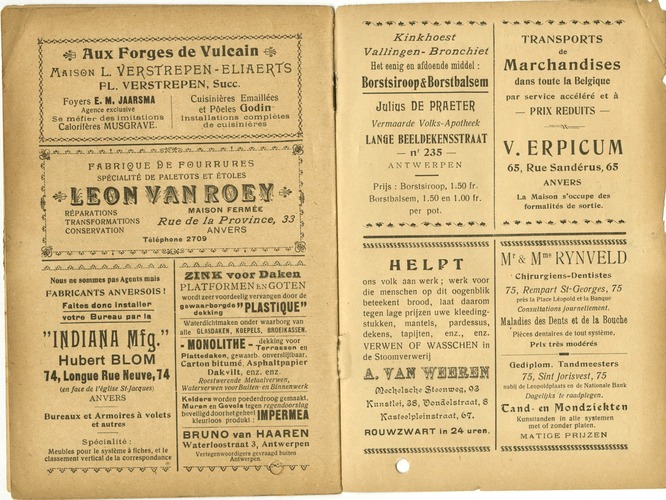 Aux Forges de Vulcain
MAISON L. VERSTREPEN-ELIAERTS
PL. VERSTREPEN, Succ.
Foyers E. M. JAARSMA
Agence exclusive
Se méfier des imitations
Calorifères MUSGRAVE.
Cuisinières Emaillées
et Pôeles Godin
Installations complètes
de cuisinières
FABRIQUE DE FOURRURES
SPÉCIALITÉ DE PALETOTS ET ÉTOLES
LEON VAN ROEY
RÉPARATIONS
TRANSFORMATIONS
CONSERVATION
MAISON FERMÉE
Rue de la Province, 33
ANVERS
Téléphone 2709
Nous ne sommes pas Agents mais
FABRICANTS ANVERSOIS !
Faites donc installer
votre Bureau par la
"INDIANA Mfg."
Hubert BLOM
74, Longue Rue Neuve, 74
(en face de l'église St-Jacques)
ANVERS
Bureaux et Armoires à volets
et autres
Spécialité :
Meubles pour le système à fiches, et le
classement vertical de la correspondance
ZINK voor Daken
PLATFORMEN EN GOTEN
wordt zeer voordeelig vervangen door de
gewaarborgde dekking "PLASTIQUE"
Waterdichtmaken onder waarborg van
alle GLASDAKEN, KOEPELS, BROEIKASSEN.
- MONOLITHE - dekking voor
Terrassen en
Plattedaken, gewaarb. onverslijtbaar.
Carton bitumé, Asphaltpapier
Dakvilt, enz. enz.
Roestwerende Metaalverwen,
Waterverwen voor Buiten- en Binnenwerk
Kelders worden poederdroog gemaakt.
Muren en Gevels tegen regendoorslag
beveiligd door het geheel
kleurloos produkt : IMPERMEA
BRUNO van HAAREN
Waterloostraat 3, Antwerpen
Vertegenwoordigers gevraagd buiten
Antwerpen.
Kinkhoest
Vallingen - Bronchiet
Het eenig en afdoende middel :
Borstsiroop & Borstbalsem
Julius DE PRAETER
Vermaarde Volks-Apotheek
LANGE BEELDEKENSSTRAAT
— nr 235 —
ANTWERPEN
Prijs : Borstsiroop, 1.50 fr.
Borstbalsem, 1.50 en 1.00 fr.
per pot.
TRANSPORTS
de
Marchandises
dans toute la Belgique
par service accéléré et à
— PRIX REDUITS —
V. ERPICUM
65, Rue Sandérus, 65
ANVERS
La Maison s'occupe des
formalités de sortie.
HELPT
ons volk aan werk ; werk voor
die menschen op dit oogenblik
beteekent brood, laat daarom
tegen lage prijzen uwe kleeding-
stukken, mantels, pardessus,
dekens, tapijten, enz., enz.
VERWEN OF WASSCHEN in
de Stoomververij
A. VAN WEEREN
Mechelsche Steenweg, 93
Kunstlei, 38, Vondelstraat, 8
Kasteelpleinstraat, 67.
ROUWZWART in 24 uren.
Mr & Mme RYNVELD
Chirurgiens-Dentistes
75, Rempart St-Georges, 75
près la Place Léopold et la Banque
Consultations journellement.
Maladies des Dents et de la Bouche
Pièces dentaires de tout système.
Prix très modérés
Gediplom. Tandmeesters
75, Sint Jorisvest, 75
nabij de Leopoldplaats en de Nationale Bank
Dagelijks te raadplegen.
Tand- en Mondziekten
Kunsttanden in alle systemen
met of zonder platen.
MATIGE PRIJZEN